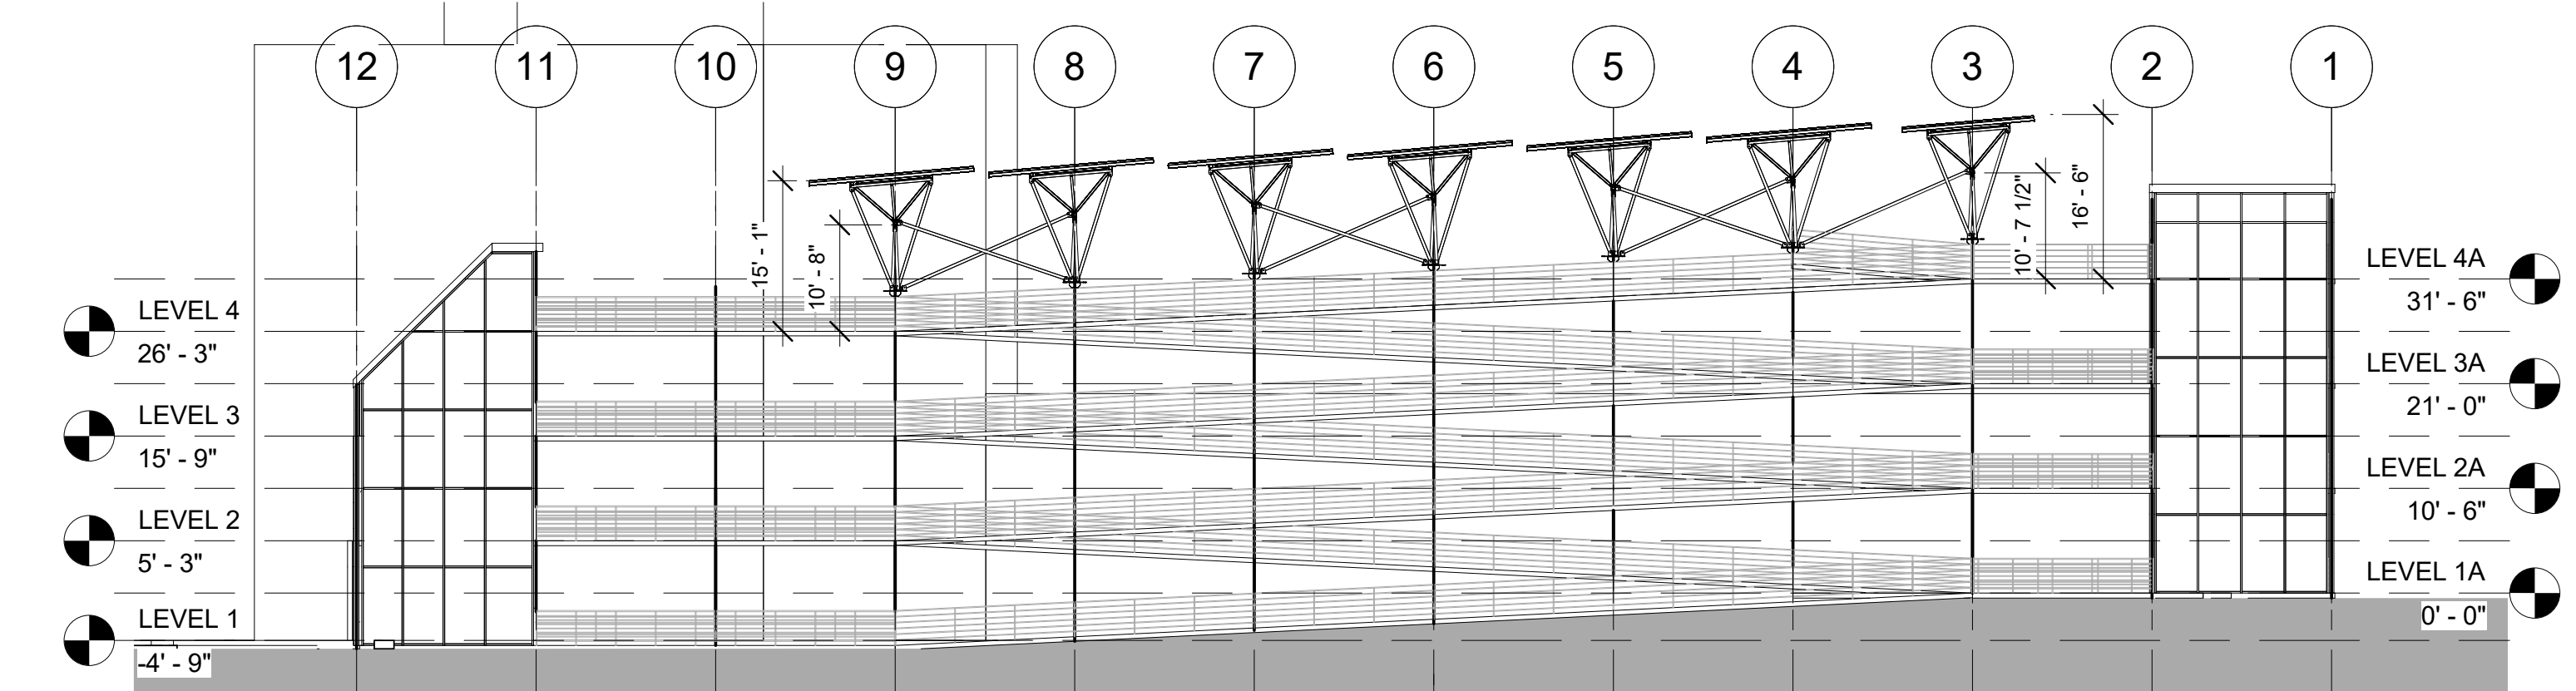 12 11 10 9 8 7 6 5 4 3 2 1
15' - 1"
10' - 8"
10' - 7 1/2"
16' - 6"
LEVEL 4
26' - 3"
LEVEL 3
15' - 9"
LEVEL 2
5' - 3"
LEVEL 1
-4' - 9"
LEVEL 4A
31' - 6"
LEVEL 3A
21' - 0"
LEVEL 2A
10' - 6"
LEVEL 1A
0' - 0"